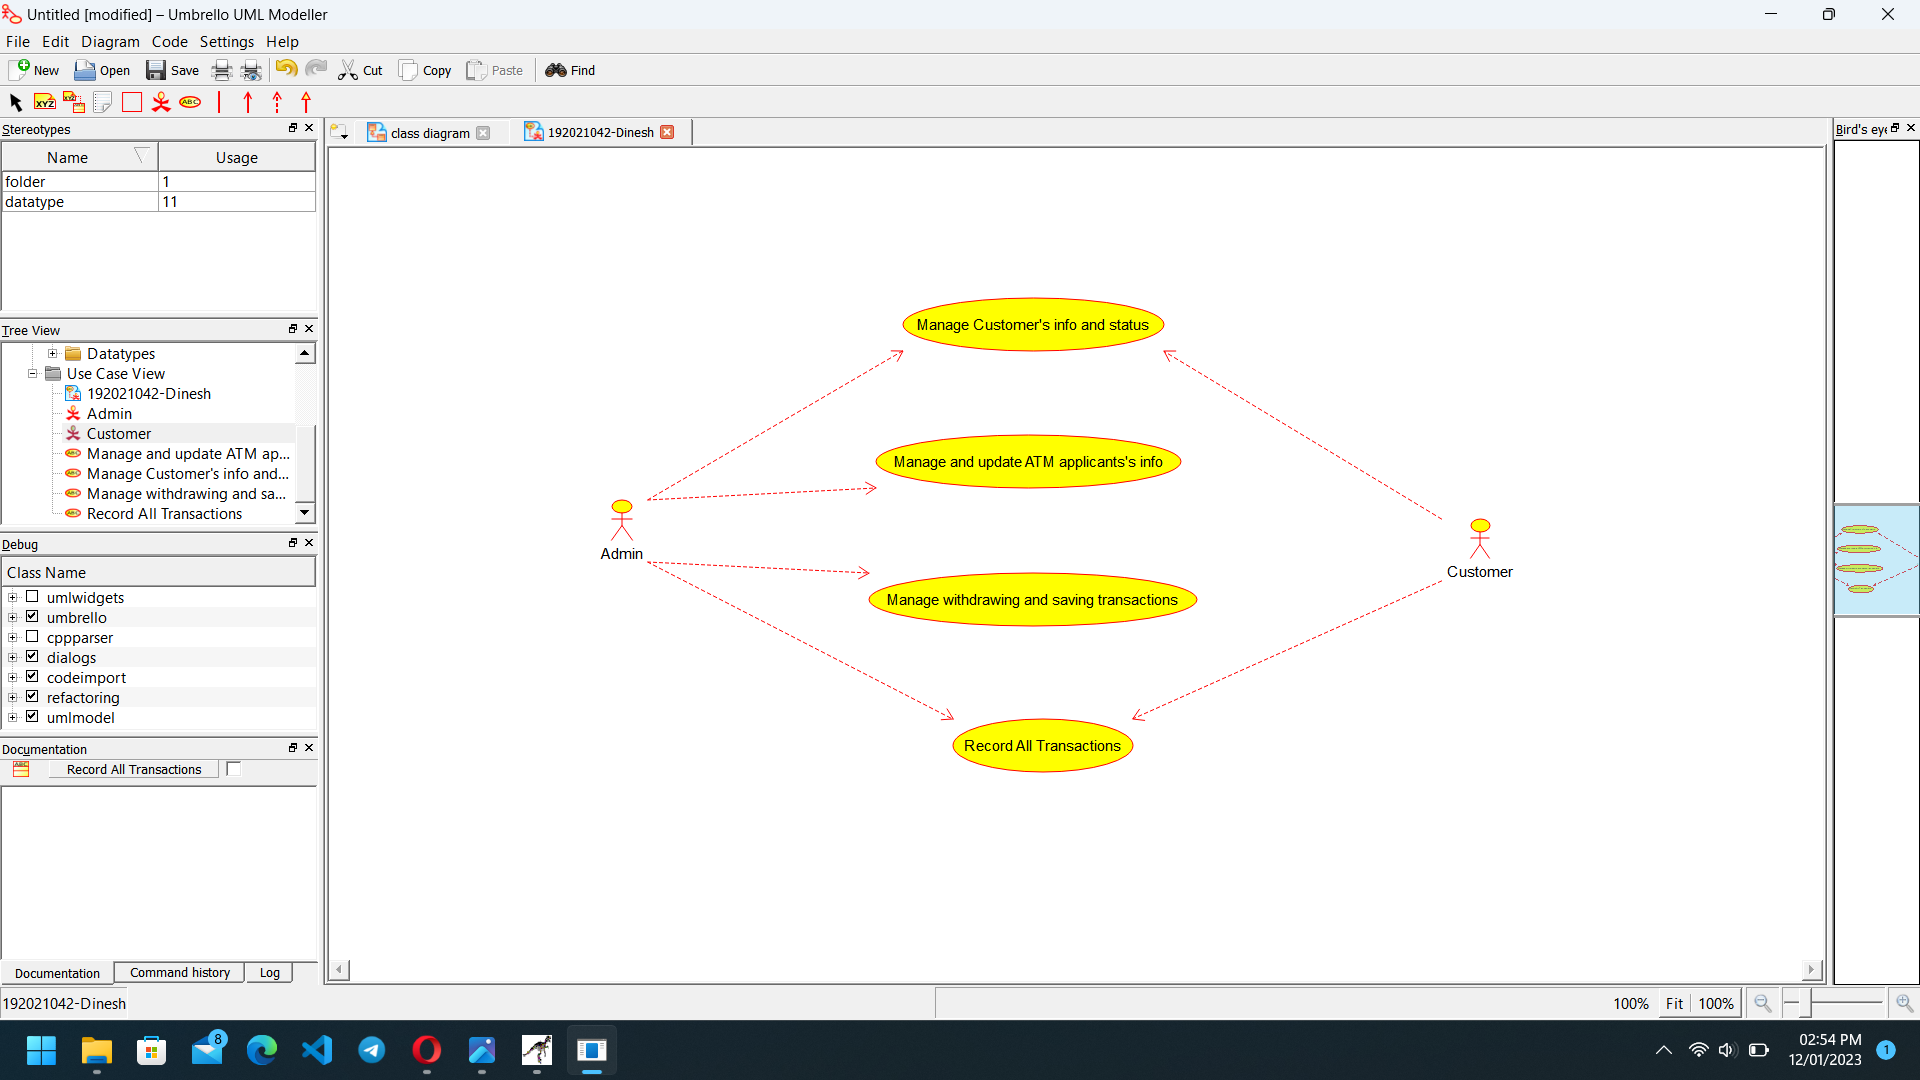 Untitled [modified] – Umbrello UML Modeller
File Edit Diagram Code Settings Help
New Open Save Cut Copy Paste Find
XYZ XYZ ABC
Stereotypes
Name Usage
folder 1
datatype 11
Tree View
Datatypes
Use Case View
192021042-Dinesh
Admin
Customer
Manage and update ATM ap...
Manage Customer's info and...
Manage withdrawing and sa...
Record All Transactions
Debug
Class Name
umlwidgets
umbrello
cppparser
dialogs
codeimport
refactoring
umlmodel
Documentation
Record All Transactions
Documentation Command history Log
class diagram 192021042-Dinesh
Manage Customer's info and status
Manage and update ATM applicants's info
Admin
Customer
Manage withdrawing and saving transactions
Record All Transactions
Bird's eye
192021042-Dinesh
100% Fit 100%
8
02:54 PM
12/01/2023
1